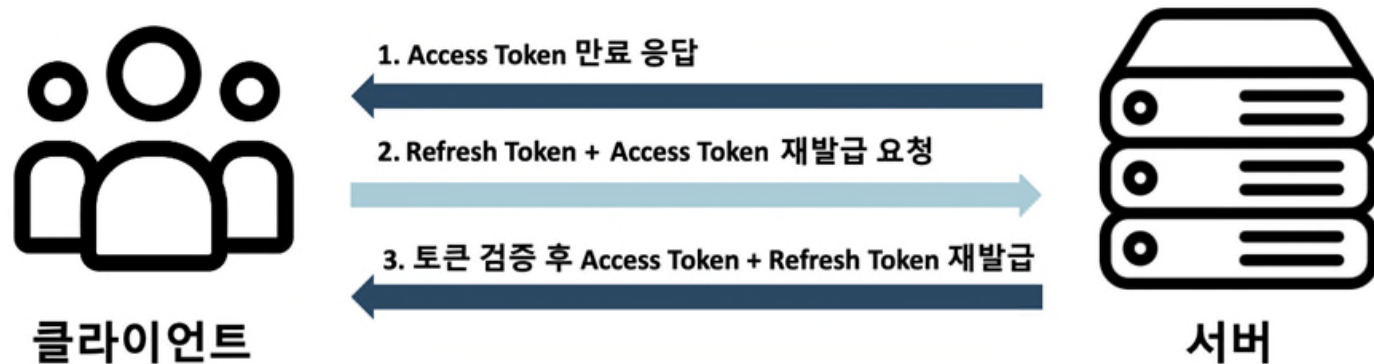 1. Access Token 만료 응답
2. Refresh Token + Access Token 재발급 요청
3. 토큰 검증 후 Access Token + Refresh Token 재발급
클라이언트
서버